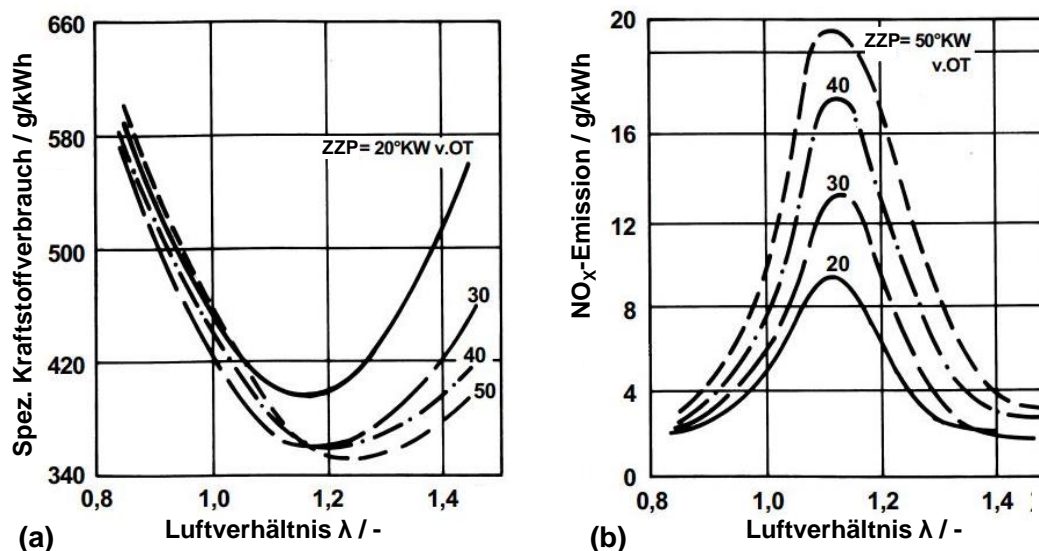 660
580
500
420
340
Spez. Kraftstoffverbrauch / g/kWh
ZZP= 20°KW v.OT
30
40
50
0,8
1,0
1,2
1,4
Luftverhältnis λ / -
(a)
20
16
12
8
4
0
NOX-Emission / g/kWh
ZZP= 50°KW
v.OT
40
30
20
0,8
1,0
1,2
1,4
Luftverhältnis λ / -
(b)